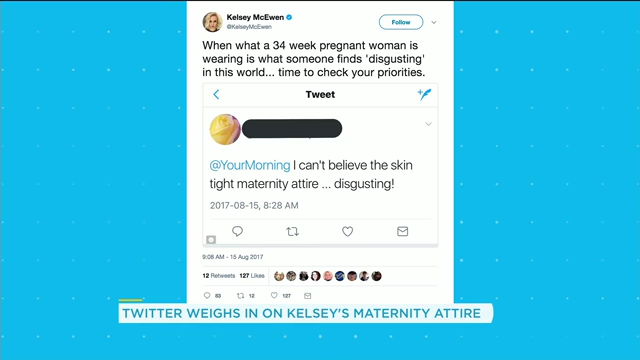 Kelsey McEwen
@KelseyMcEwen
Follow
When what a 34 week pregnant woman is
wearing is what someone finds 'disgusting'
in this world... time to check your priorities.
Tweet
@YourMorning I can't believe the skin
tight maternity attire ... disgusting!
2017-08-15, 8:28 AM
9:08 AM - 15 Aug 2017
12 Retweets 127 Likes
83 12 127
TWITTER WEIGHS IN ON KELSEY'S MATERNITY ATTIRE